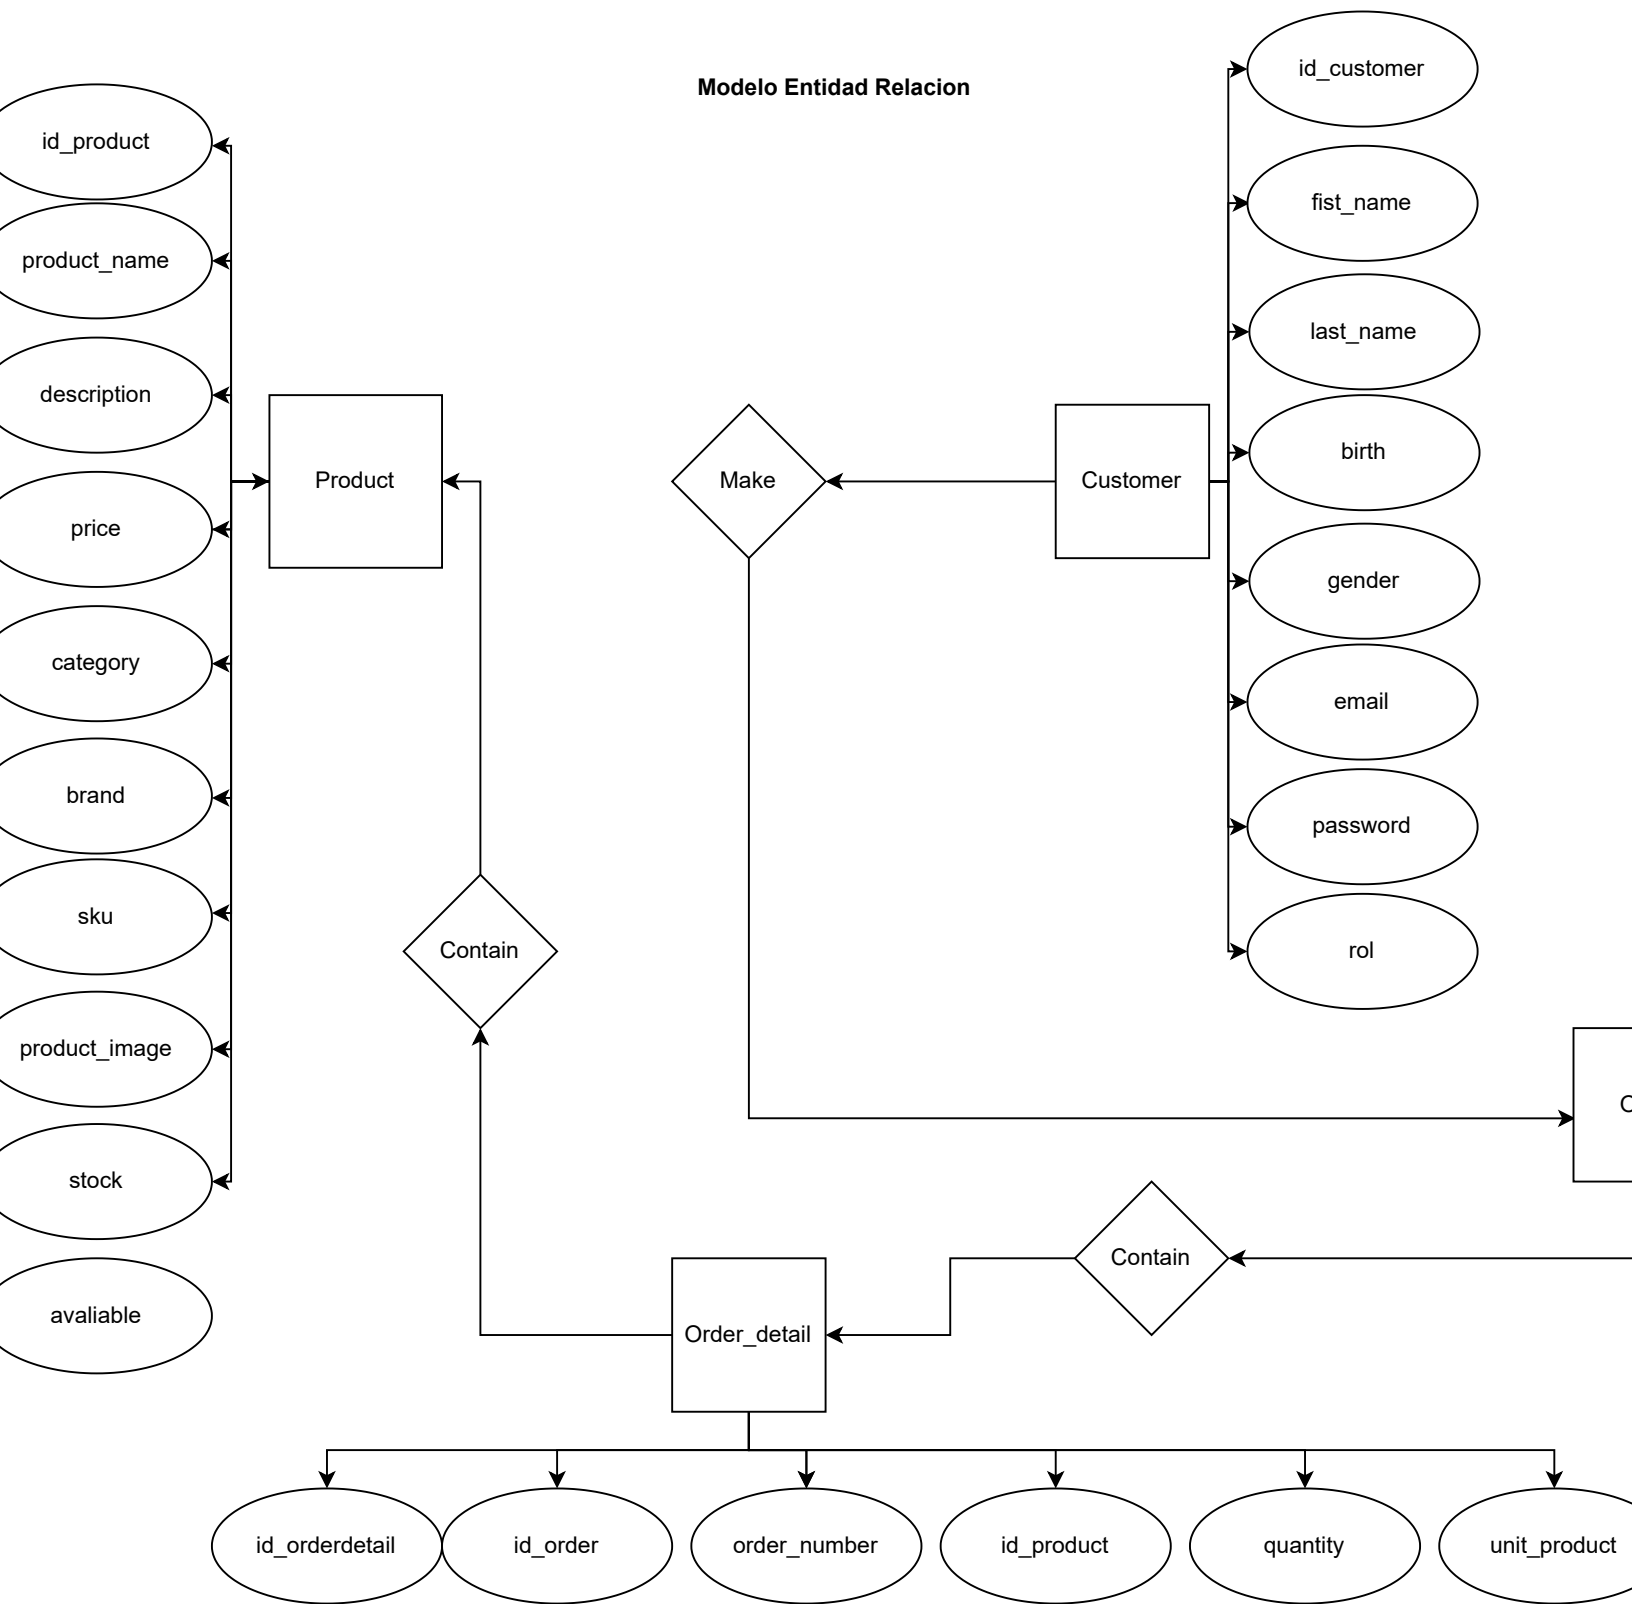 Modelo Entidad Relacion
id_product
product_name
description
price
category
brand
sku
product_image
stock
avaliable
Product
Contain
Make
Customer
id_customer
fist_name
last_name
birth
gender
email
password
rol
Contain
Order_detail
id_orderdetail
id_order
order_number
id_product
quantity
unit_product